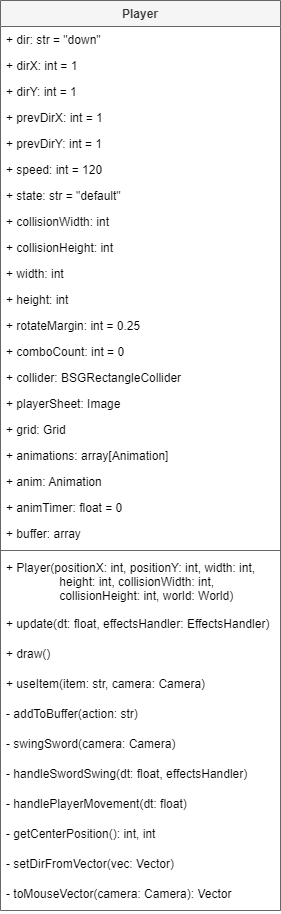 Player
+ dir: str = "down"
+ dirX: int = 1
+ dirY: int = 1
+ prevDirX: int = 1
+ prevDirY: int = 1
+ speed: int = 120
+ state: str = "default"
+ collisionWidth: int
+ collisionHeight: int
+ width: int
+ height: int
+ rotateMargin: int = 0.25
+ comboCount: int = 0
+ collider: BSGRectangleCollider
+ playerSheet: Image
+ grid: Grid
+ animations: array[Animation]
+ anim: Animation
+ animTimer: float = 0
+ buffer: array
+ Player(positionX: int, positionY: int, width: int,
height: int, collisionWidth: int,
collisionHeight: int, world: World)
+ update(dt: float, effectsHandler: EffectsHandler)
+ draw()
+ useItem(item: str, camera: Camera)
- addToBuffer(action: str)
- swingSword(camera: Camera)
- handleSwordSwing(dt: float, effectsHandler)
- handlePlayerMovement(dt: float)
- getCenterPosition(): int, int
- setDirFromVector(vec: Vector)
- toMouseVector(camera: Camera): Vector